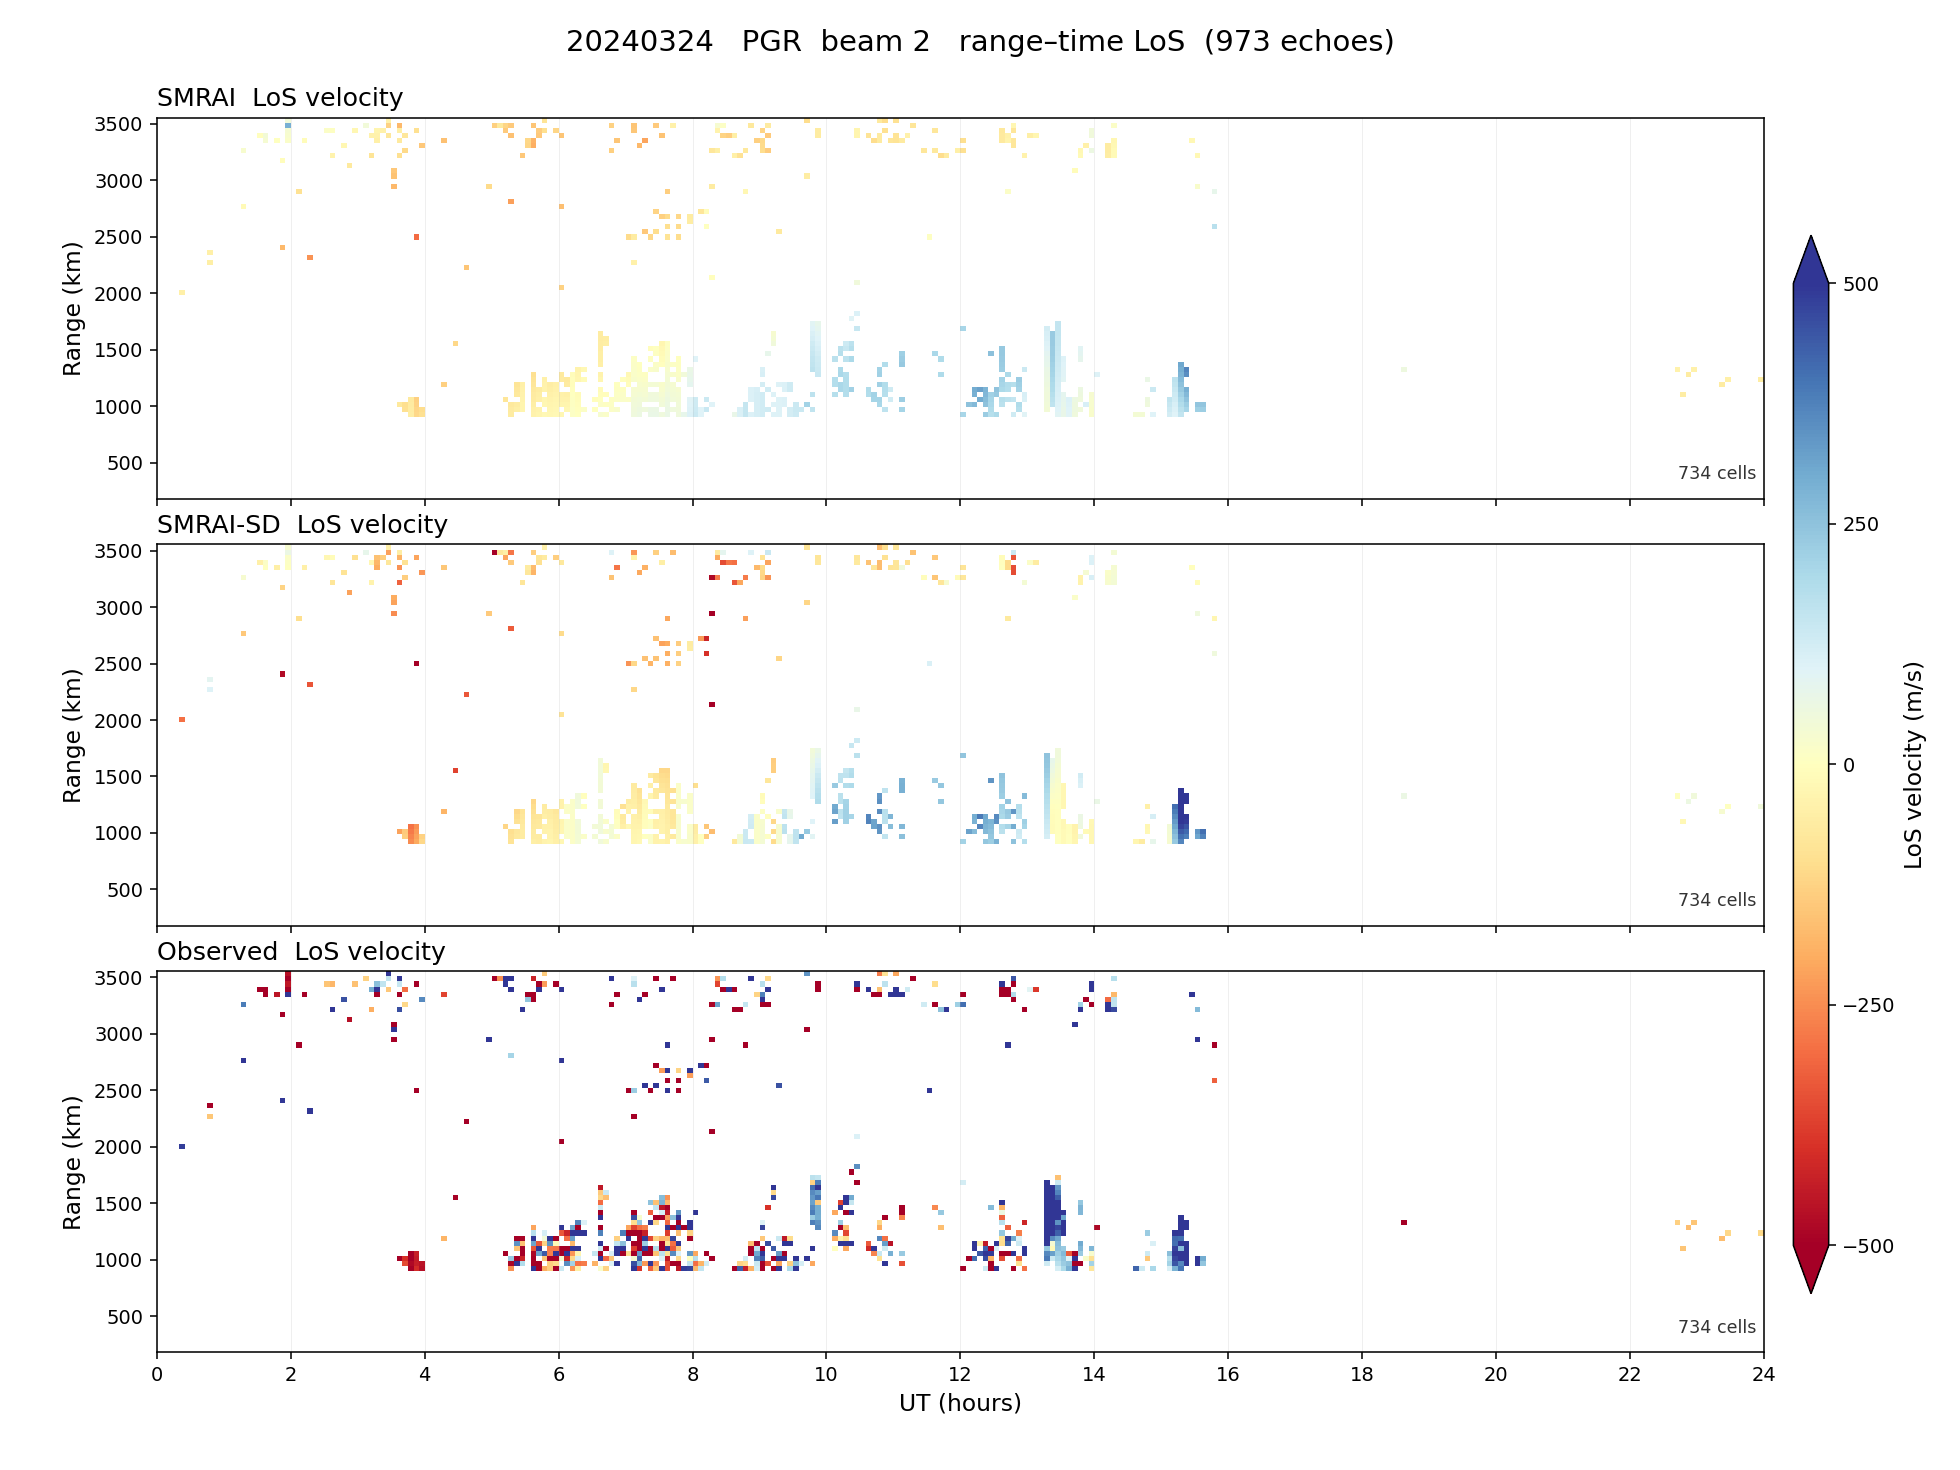 20240324   PGR  beam 2   range–time LoS  (973 echoes)
SMRAI  LoS velocity
3500
3000
2500
2000
1500
1000
500
Range (km)
734 cells
SMRAI-SD  LoS velocity
3500
3000
2500
2000
1500
1000
500
Range (km)
734 cells
Observed  LoS velocity
3500
3000
2500
2000
1500
1000
500
Range (km)
734 cells
0 2 4 6 8 10 12 14 16 18 20 22 24
UT (hours)
500
250
0
−250
−500
LoS velocity (m/s)